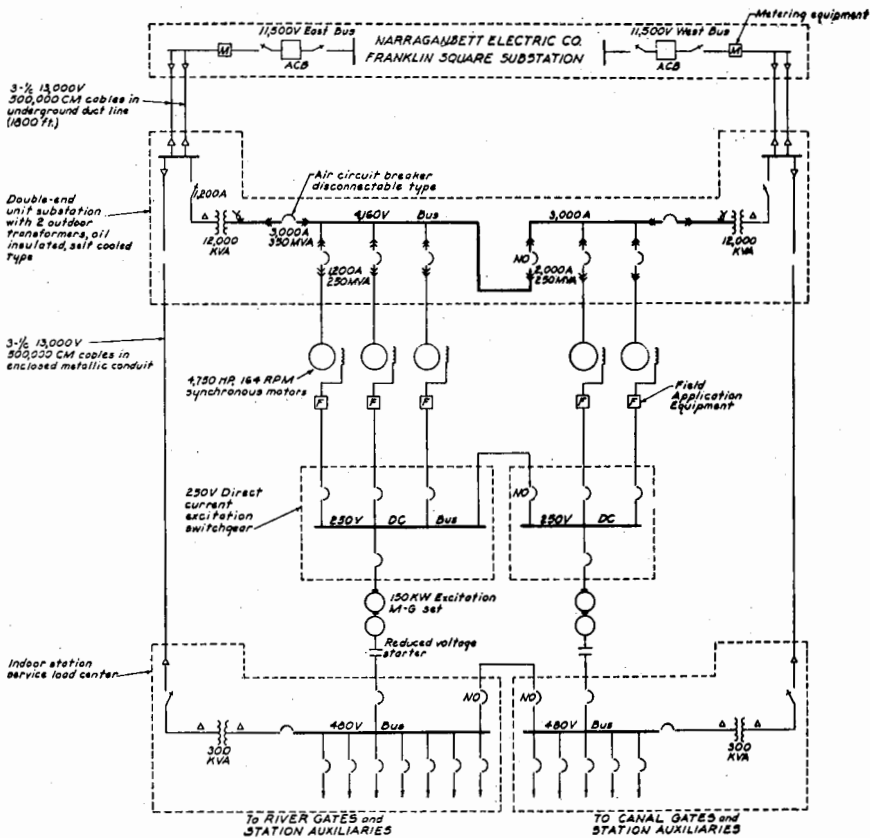 Metering equipment
11,500V East Bus
NARRAGANBETT ELECTRIC CO.
11,500V West Bus
M
ACB
FRANKLIN SQUARE SUBSTATION
ACB
M
3-1/c 13,000V
500,000 CM cables in
underground duct line
(1800 ft.)
Air circuit breaker
disconnectable type
Double-end
unit substation
with 2 outdoor
transformers, oil
insulated, self cooled
type
1,200A
12,000
KVA
3,000A
350MVA
4,160V Bus
3,000A
12,000
KVA
1200A
250MVA
NO
2,000A
250MVA
3-1/c 13,000V
500,000 CM cables in
enclosed metallic conduit
4,750 HP, 164 RPM
synchronous motors
F
F
F
F
F
Field
Application
Equipment
250V Direct
current
excitation
switchgear
NO
250V DC Bus
250V DC
150KW Excitation
M-G set
Reduced voltage
starter
Indoor station
service load center
NO
NO
480V Bus
480V Bus
300
KVA
300
KVA
To RIVER GATES and
STATION AUXILIARIES
TO CANAL GATES and
STATION AUXILIARIES